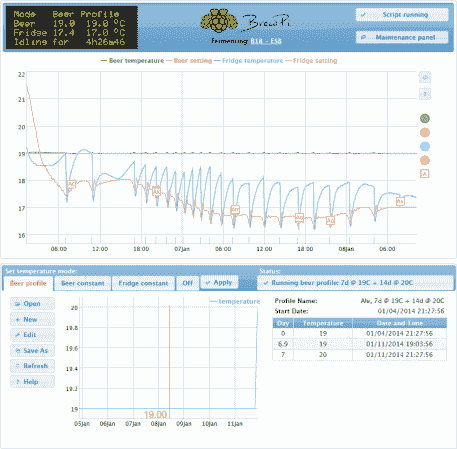 Mode   Beer Profile
Beer   19.0  19.0 ºC
Fridge 17.4  17.0 ºC
Idling for   4h26m46
BrewPi
Fermenting: B18 - ESB
Script running
Maintenance panel
Beer temperature Beer setting Fridge temperature Fridge setting
22
21
20
19
18
17
16
06:00 12:00 18:00 07Jan 06:00 12:00 18:00 08Jan 06:00
Set temperature mode:
Status:
Beer profile Beer constant Fridge constant Off Apply
Running beer profile: 7d @ 19C + 14d @ 20C
Open
New
Edit
Save As
Refresh
Help
temperature
20
19.8
19.6
19.4
19.2
19
19.00
05Jan 06Jan 07Jan 08Jan 09Jan 10Jan 11Jan
Profile Name: Ale, 7d @ 19C + 14d @ 20C
Start Date: 01/04/2014 21:27:56
Day Temperature Date and Time
0 19 01/04/2014 21:27:56
6.9 19 01/11/2014 19:03:56
7 20 01/11/2014 21:27:56